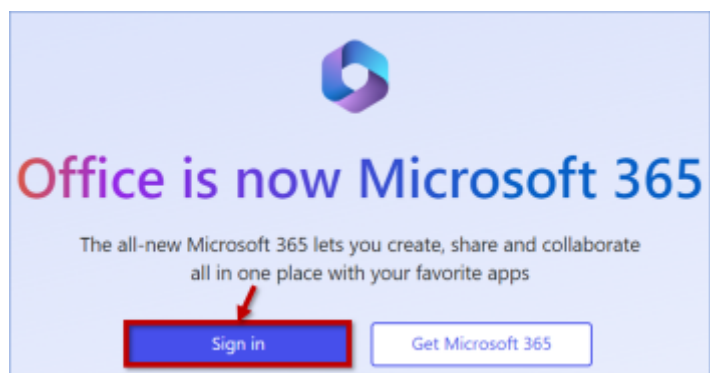 Office is now Microsoft 365
The all-new Microsoft 365 lets you create, share and collaborate
all in one place with your favorite apps
Sign in
Get Microsoft 365